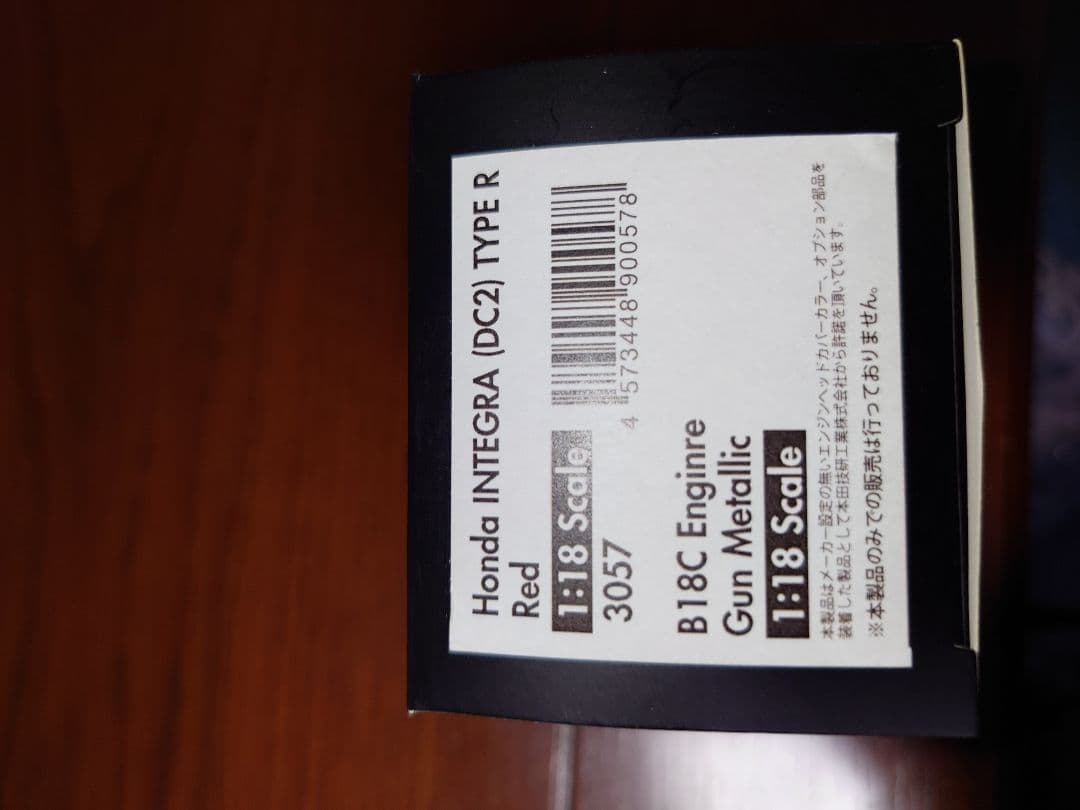 Honda INTEGRA (DC2) TYPE R
Red
1:18 Scale
3057
4 573448 900578
B18C Enginre
Gun Metallic
1:18 Scale
本製品はメーカー設定の無いエンジンヘッドカバーカラー、オプション部品を
装着した製品として本田技研工業株式会社から許諾を頂いています。
※本製品のみでの販売は行っておりません。